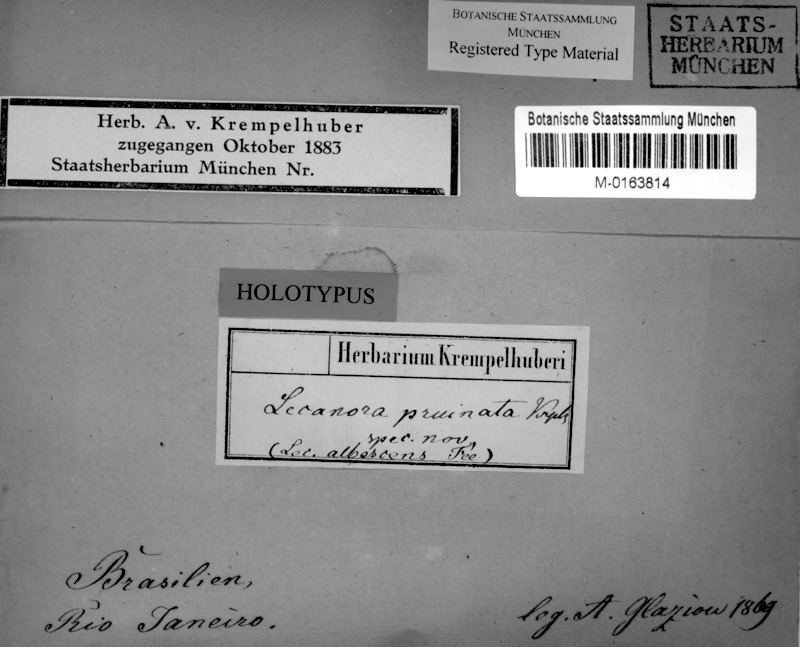 BOTANISCHE STAATSSAMMLUNG
MÜNCHEN
Registered Type Material
STAATS-
HERBARIUM
MÜNCHEN
Herb. A. v. Krempelhuber
zugegangen Oktober 1883
Staatsherbarium München Nr.
Botanische Staatssammlung München
M-0163814
HOLOTYPUS
Herbarium Krempelhuberi
Lecanora pruinata Krph
spec. nov.
(Lec. albescens Fée)
Brasilien,
Rio Janeiro.
leg. A. Glaziou 1869